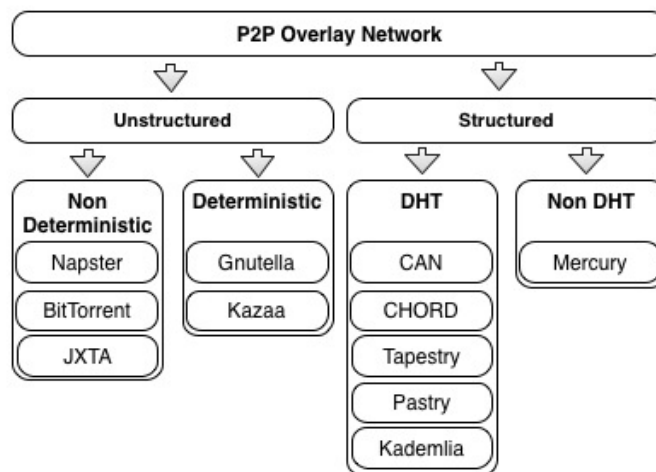 P2P Overlay Network
Unstructured
Structured
Non
Deterministic
Napster
BitTorrent
JXTA
Deterministic
Gnutella
Kazaa
DHT
CAN
CHORD
Tapestry
Pastry
Kademlia
Non DHT
Mercury